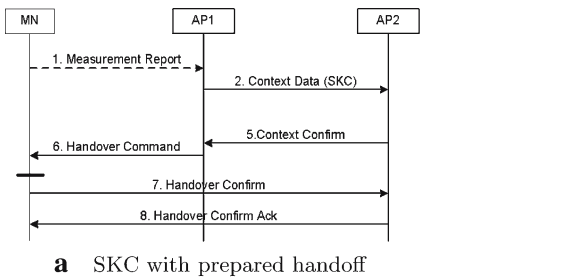 MN AP1 AP2
1. Measurement Report
2. Context Data (SKC)
5.Context Confirm
6. Handover Command
7. Handover Confirm
8. Handover Confirm Ack
a SKC with prepared handoff